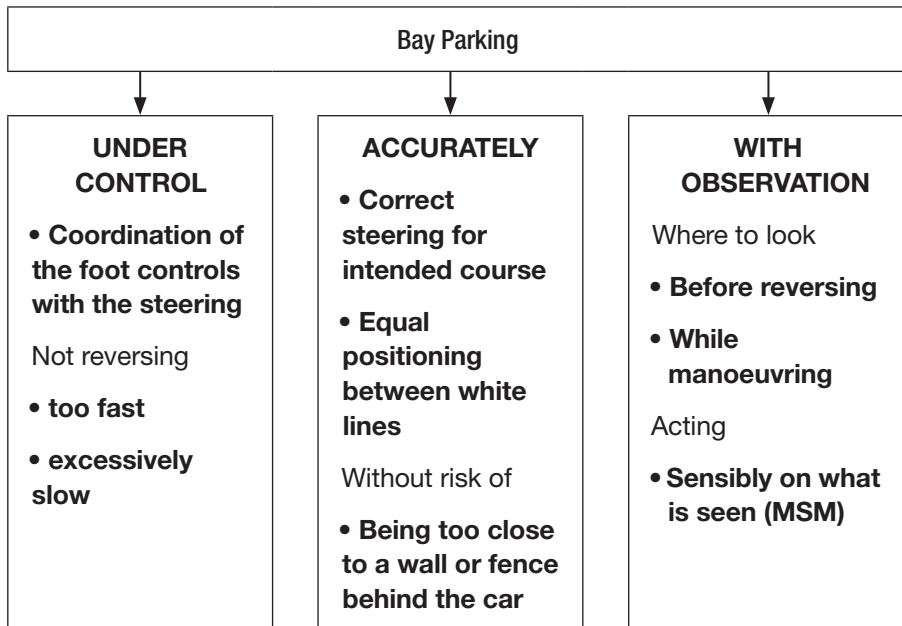 Bay Parking
UNDER
CONTROL
• Coordination of
the foot controls
with the steering
Not reversing
• too fast
• excessively
slow
ACCURATELY
• Correct
steering for
intended course
• Equal
positioning
between white
lines
Without risk of
• Being too close
to a wall or fence
behind the car
WITH
OBSERVATION
Where to look
• Before reversing
• While
manoeuvring
Acting
• Sensibly on what
is seen (MSM)